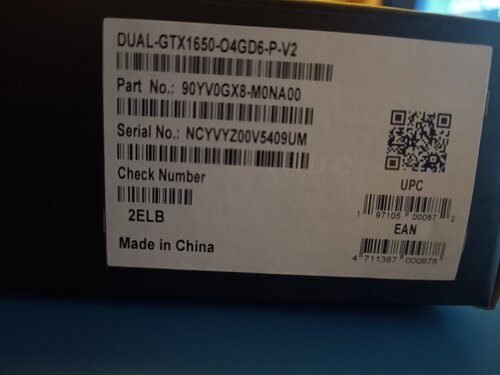 DUAL-GTX1650-O4GD6-P-V2
Part No.: 90YV0GX8-M0NA00
Serial No.: NCYVYZ00V5409UM
Check Number
2ELB
Made in China
UPC
1 97105 00087 2
EAN
4 711387 000878